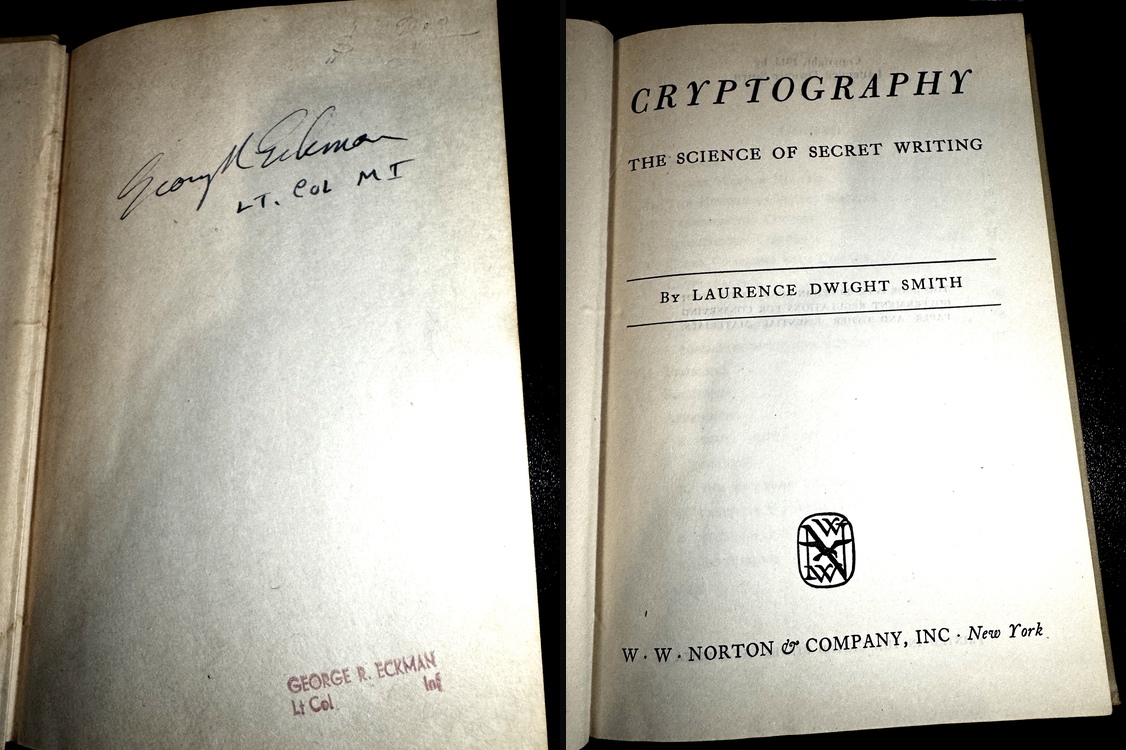 George R Eckman
LT. COL MI
GEORGE R. ECKMAN
Lt Col Inf
CRYPTOGRAPHY
THE SCIENCE OF SECRET WRITING
By LAURENCE DWIGHT SMITH
W · W · NORTON & COMPANY, INC · New York